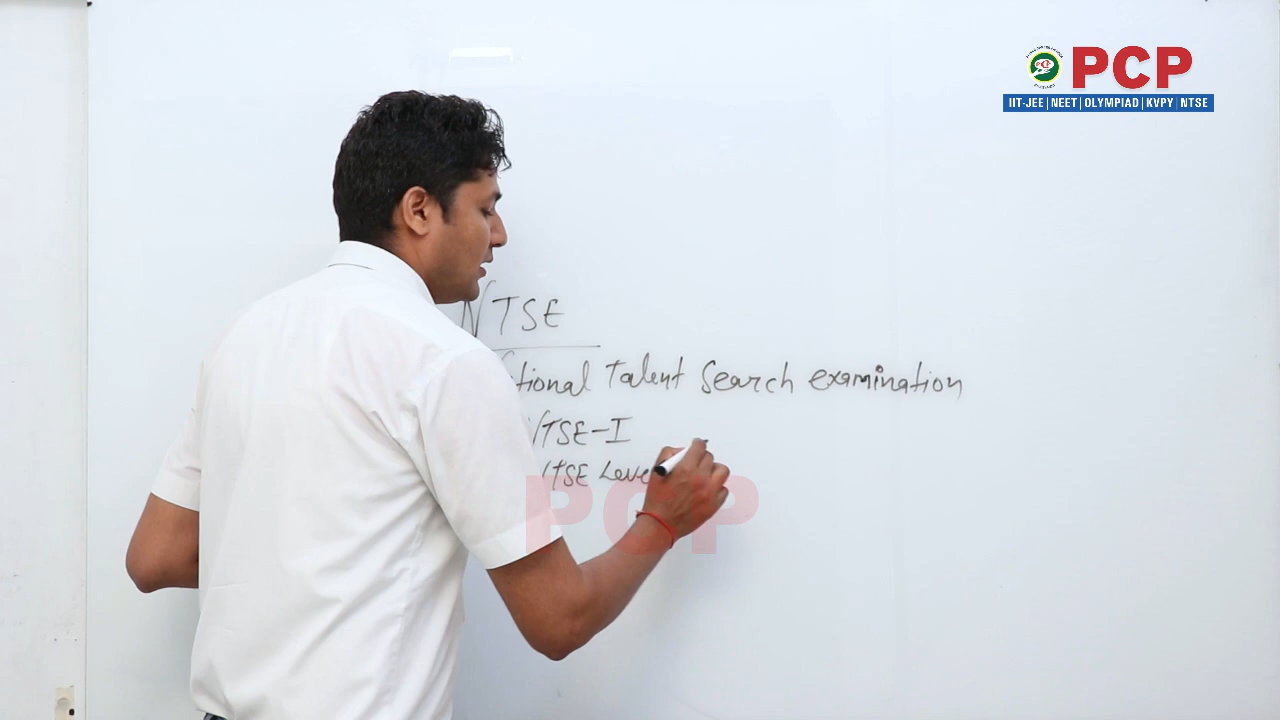 PCP
IIT-JEE | NEET | OLYMPIAD | KVPY | NTSE
NTSE
tional Talent Search examination
NTSE-I
TSE Leve
PCP